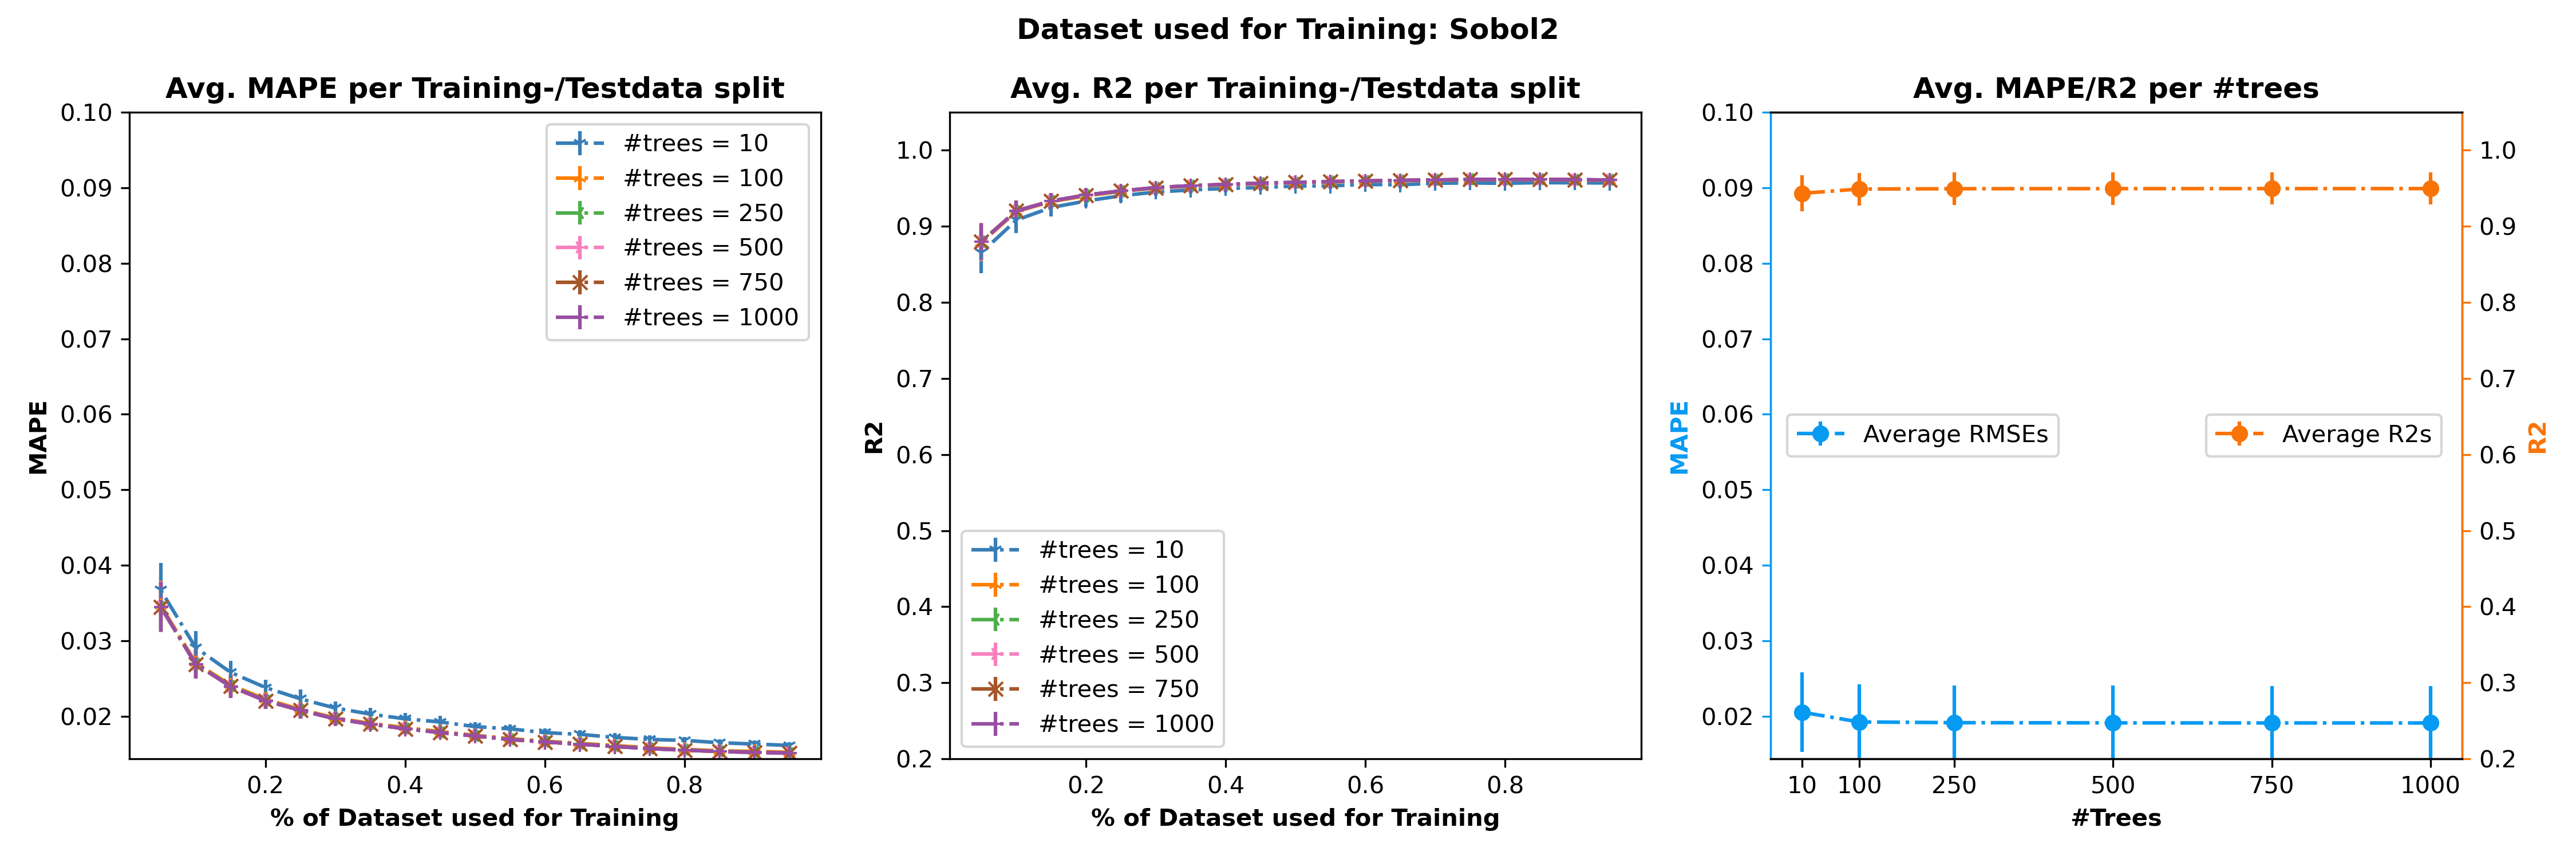 Dataset used for Training: Sobol2
Avg. MAPE per Training-/Testdata split
0.10
0.09
0.08
0.07
0.06
0.05
0.04
0.03
0.02
MAPE
#trees = 10
#trees = 100
#trees = 250
#trees = 500
#trees = 750
#trees = 1000
0.2 0.4 0.6 0.8
% of Dataset used for Training
Avg. R2 per Training-/Testdata split
1.0
0.9
0.8
0.7
0.6
0.5
0.4
0.3
0.2
R2
#trees = 10
#trees = 100
#trees = 250
#trees = 500
#trees = 750
#trees = 1000
0.2 0.4 0.6 0.8
% of Dataset used for Training
Avg. MAPE/R2 per #trees
0.10
0.09
0.08
0.07
0.06
0.05
0.04
0.03
0.02
MAPE
Average RMSEs
Average R2s
1.0
0.9
0.8
0.7
0.6
0.5
0.4
0.3
0.2
R2
10 100 250 500 750 1000
#Trees